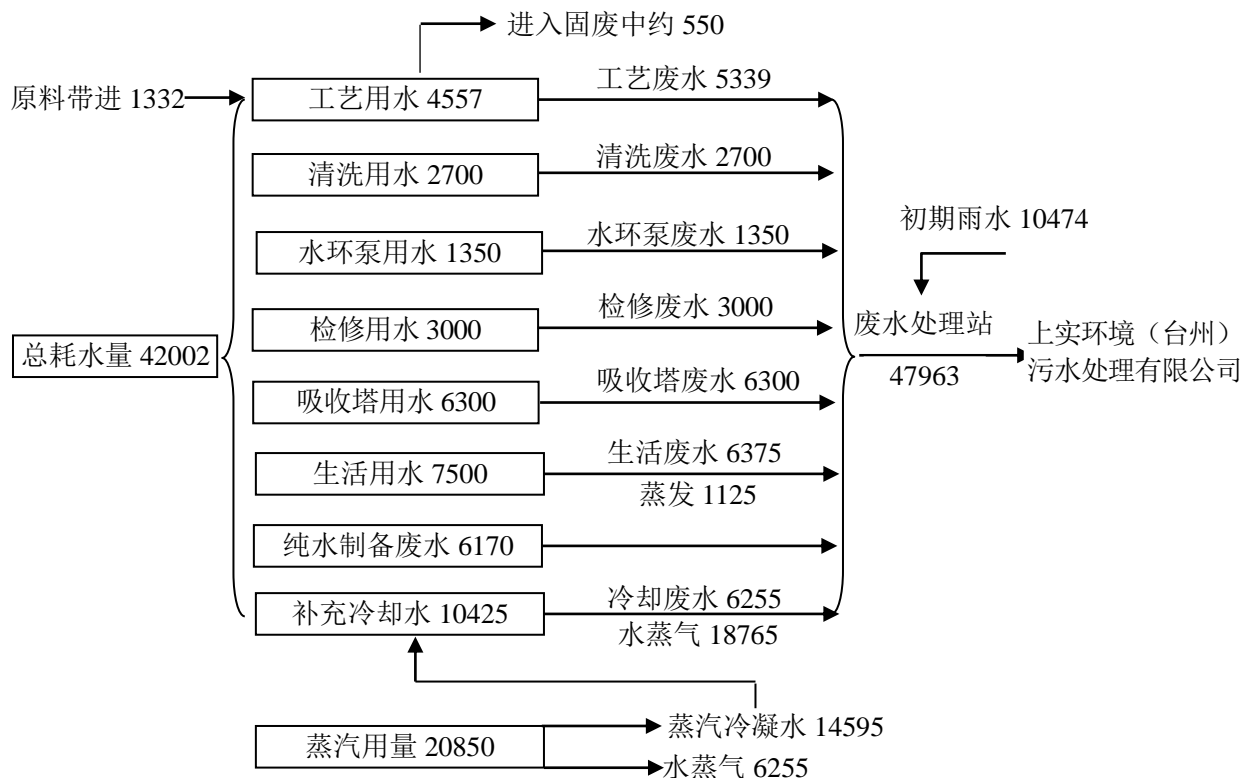 进入固废中约 550
原料带进 1332
工艺用水 4557
工艺废水 5339
清洗用水 2700
清洗废水 2700
初期雨水 10474
水环泵用水 1350
水环泵废水 1350
检修用水 3000
检修废水 3000
废水处理站
总耗水量 42002
47963
上实环境（台州）
污水处理有限公司
吸收塔用水 6300
吸收塔废水 6300
生活用水 7500
生活废水 6375
蒸发 1125
纯水制备废水 6170
补充冷却水 10425
冷却废水 6255
水蒸气 18765
蒸汽用量 20850
蒸汽冷凝水 14595
水蒸气 6255